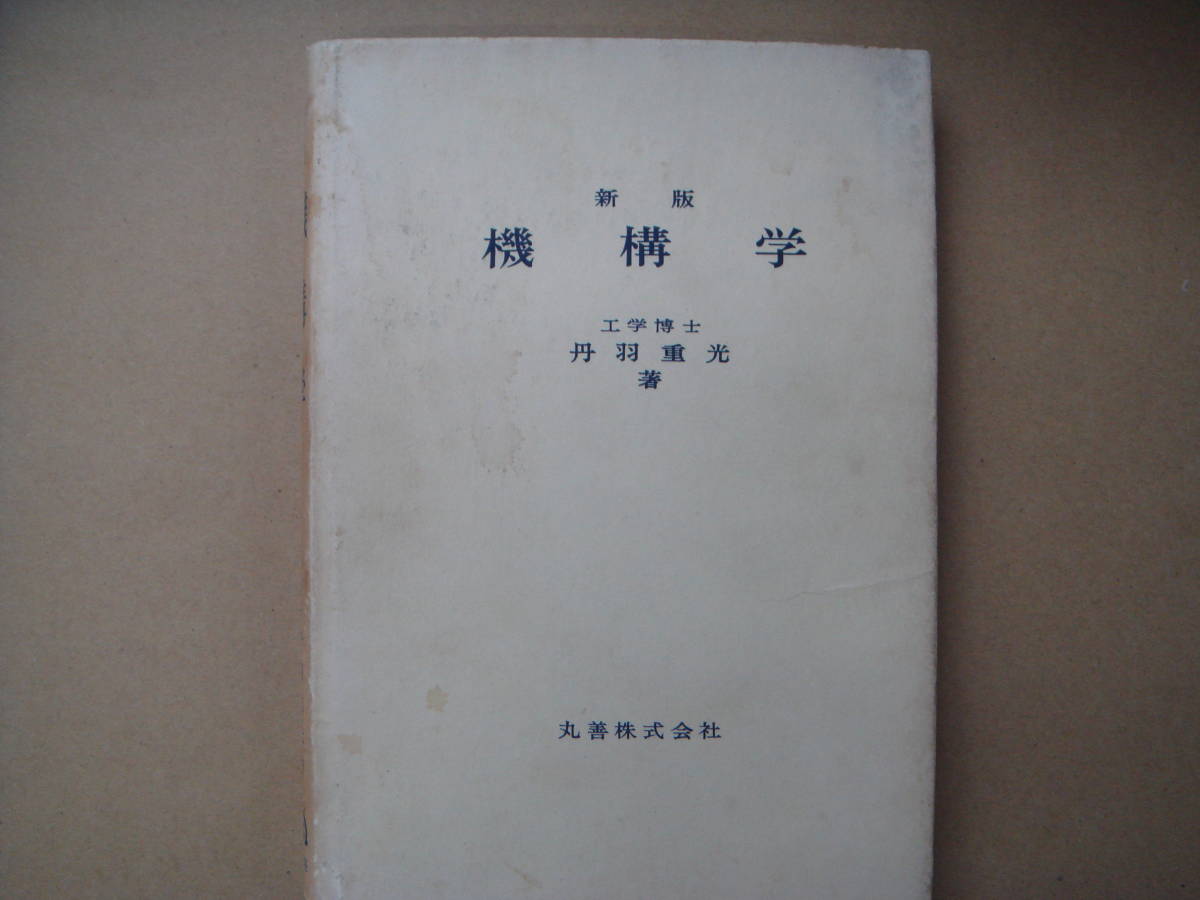 新版
機構学
工学博士
丹羽重光
著
丸善株式会社